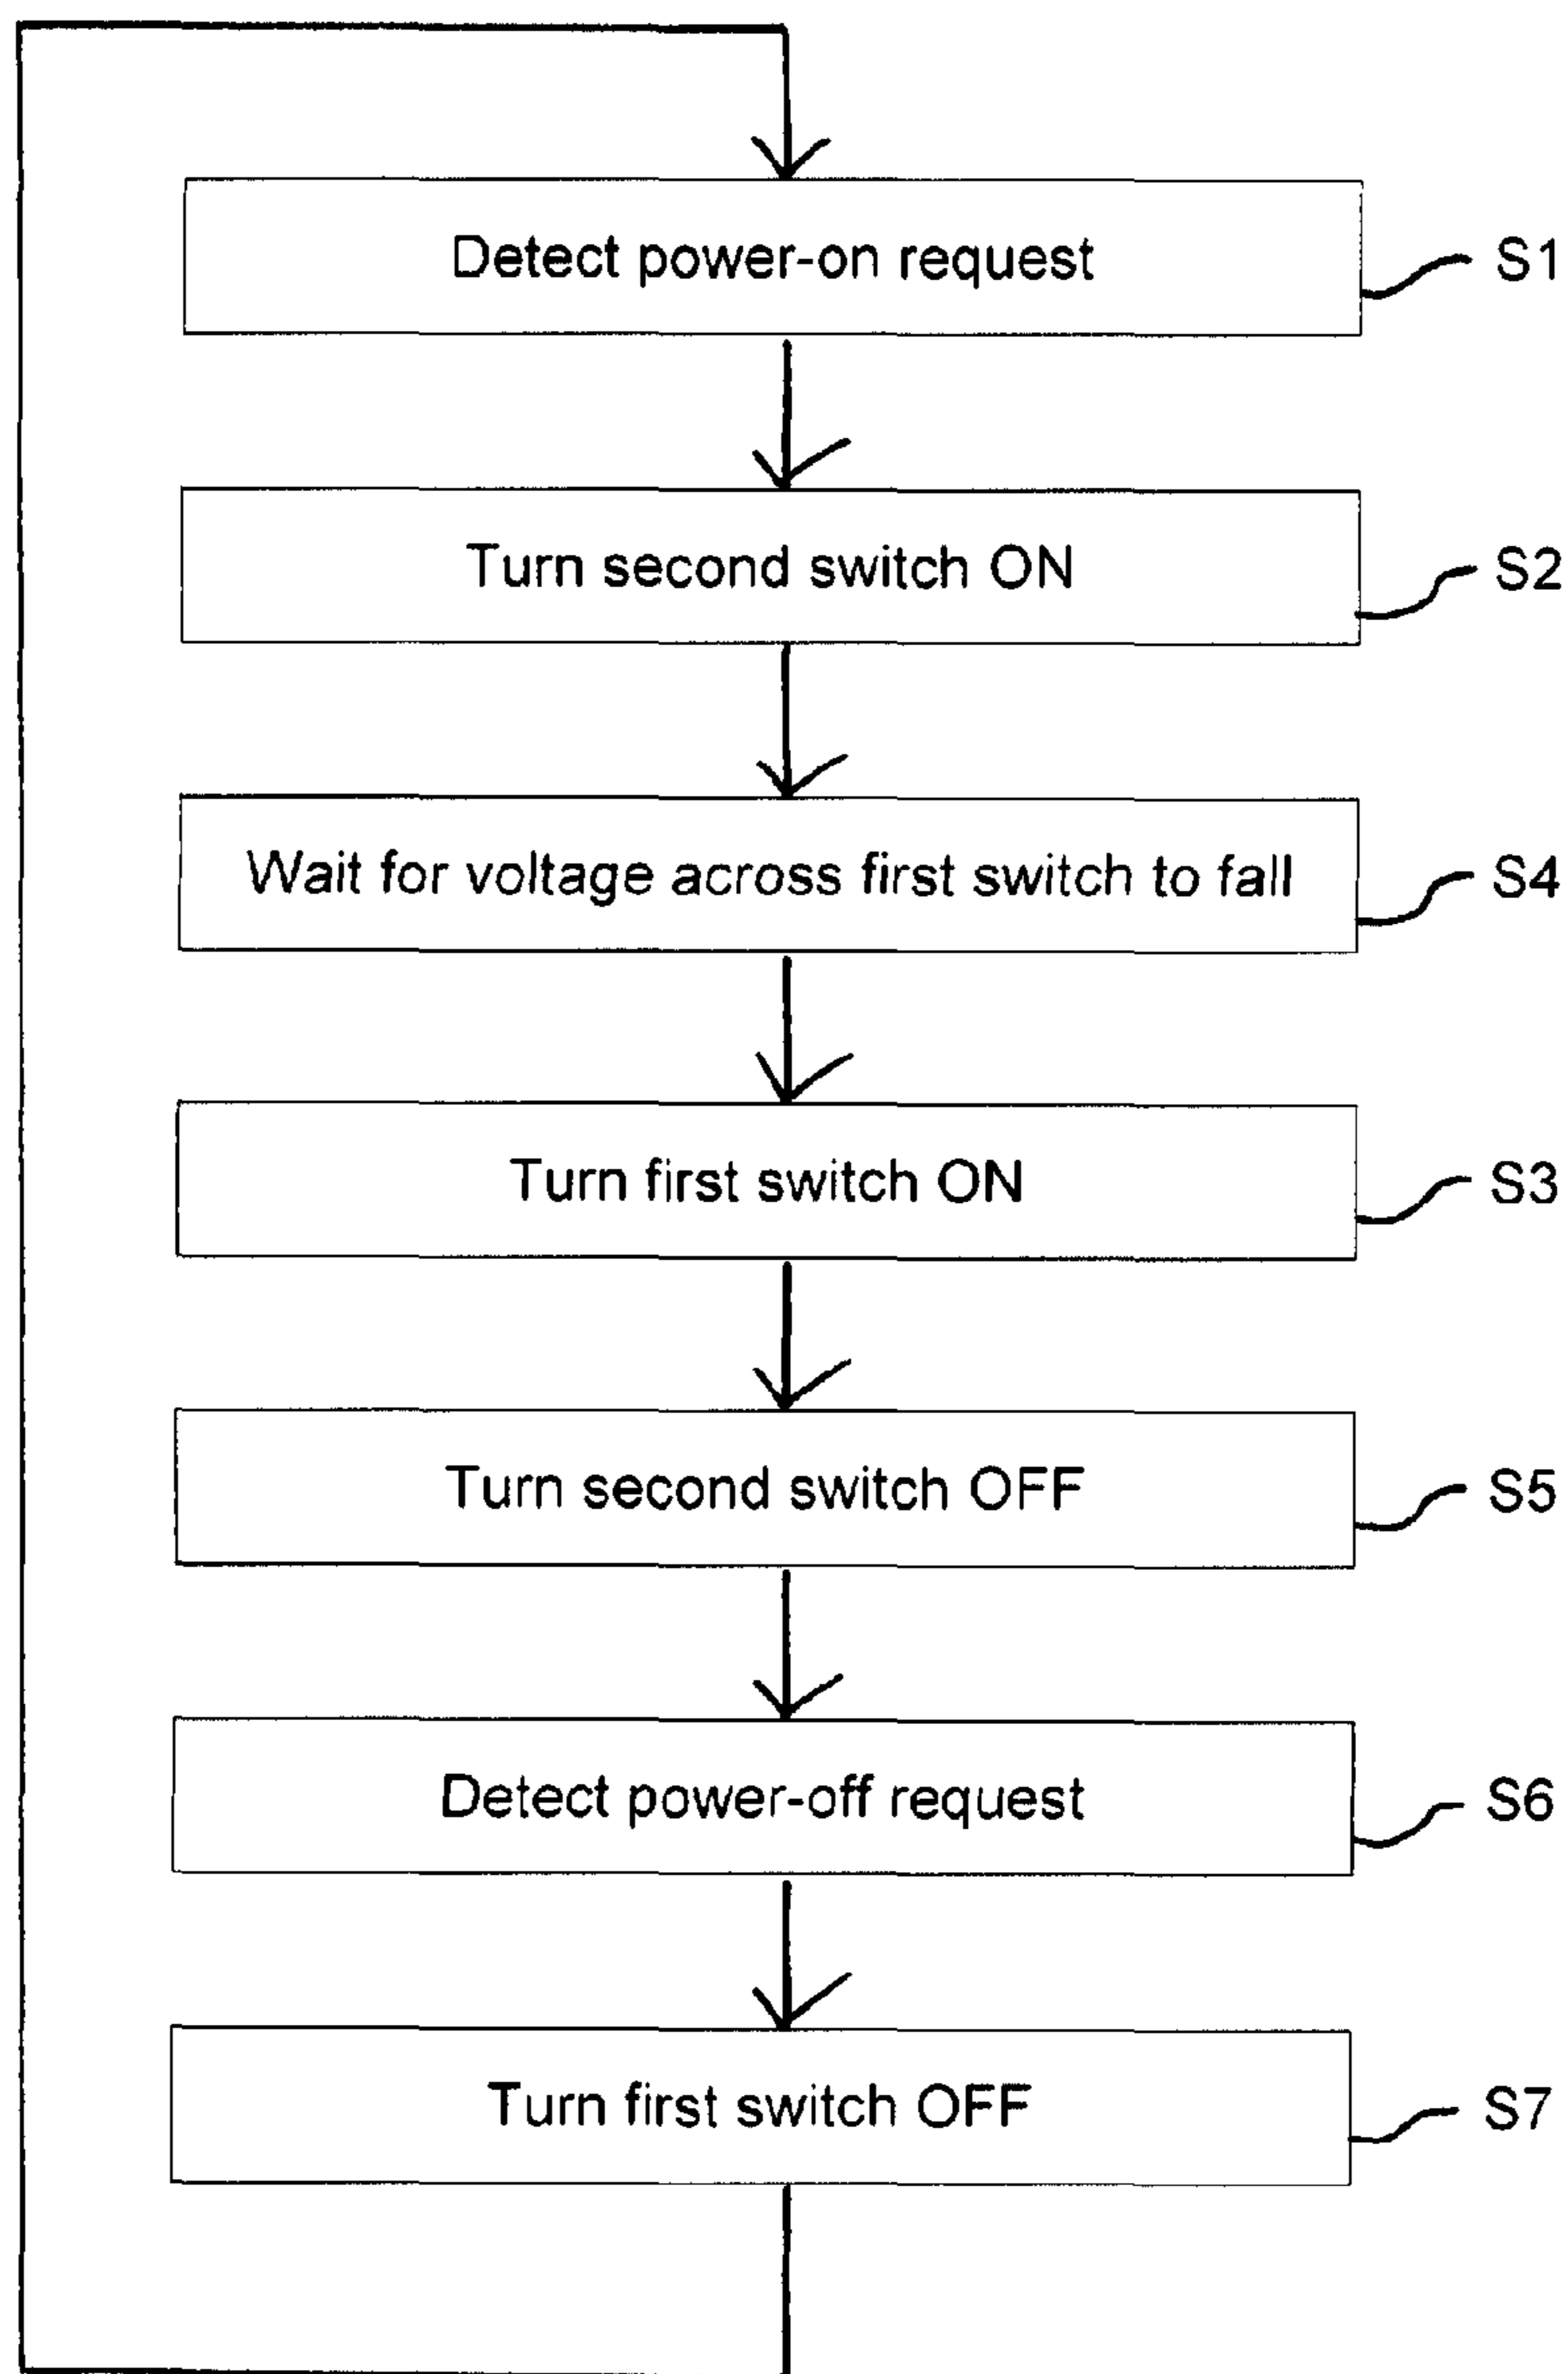 Detect power-on request S1
Turn second switch ON S2
Wait for voltage across first switch to fall S4
Turn first switch ON S3
Turn second switch OFF S5
Detect power-off request S6
Turn first switch OFF S7